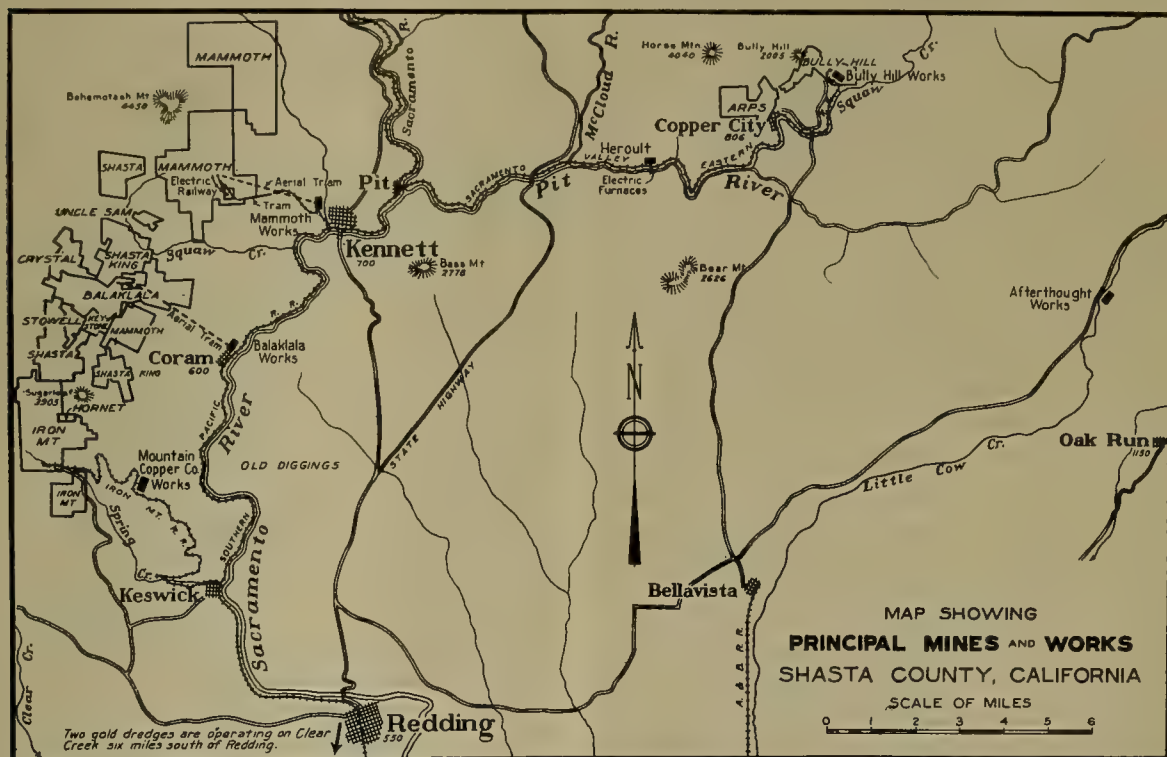 MAMMOTH
Behemotosh Mt
4458
Sacramento R.
McCloud R.
Horse Mtn
4040
Bully Hill
2005
BULLY-HILL
Bully Hill Works
Squaw Cr.
ARPS
Copper City
806
SHASTA
MAMMOTH
Electric
Railway
Aerial Tram
Tram
Mammoth
Works
Pit
SACRAMENTO VALLEY EASTERN
Heroult
Electric
Furnaces
Pit River
UNCLE SAM
Squaw Cr.
Kennett
700
CRYSTAL
SHASTA
KING
BALAKLALA
Bass Mt
2778
Bear Mt
2626
Afterthought
Works
STOWELL
KEY-
STONE
MAMMOTH
Aerial Tram
Balaklala
Works
Coram
600
SHASTA
SHASTA KING
Sugarloaf
3905
HORNET
IRON
MT
IRON
MT
Mountain
Copper Co.
Works
OLD DIGGINGS
SOUTHERN PACIFIC R. R.
Sacramento River
STATE HIGHWAY
N
Little Cow Cr.
Oak Run
1150
IRON MT. R.R.
Spring Cr.
Keswick
Bellavista
A. & B. R. R.
Clear Cr.
Redding
550
Two gold dredges are operating on Clear
Creek six miles south of Redding.
MAP SHOWING
PRINCIPAL MINES AND WORKS
SHASTA COUNTY, CALIFORNIA
SCALE OF MILES
0 1 2 3 4 5 6